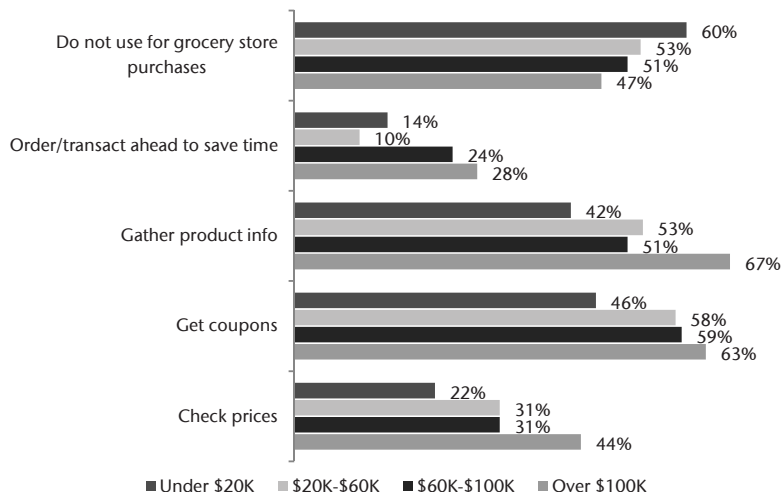 Do not use for grocery store
purchases
60%
53%
51%
47%
Order/transact ahead to save time
14%
10%
24%
28%
Gather product info
42%
53%
51%
67%
Get coupons
46%
58%
59%
63%
Check prices
22%
31%
31%
44%
Under $20K $20K-$60K $60K-$100K Over $100K